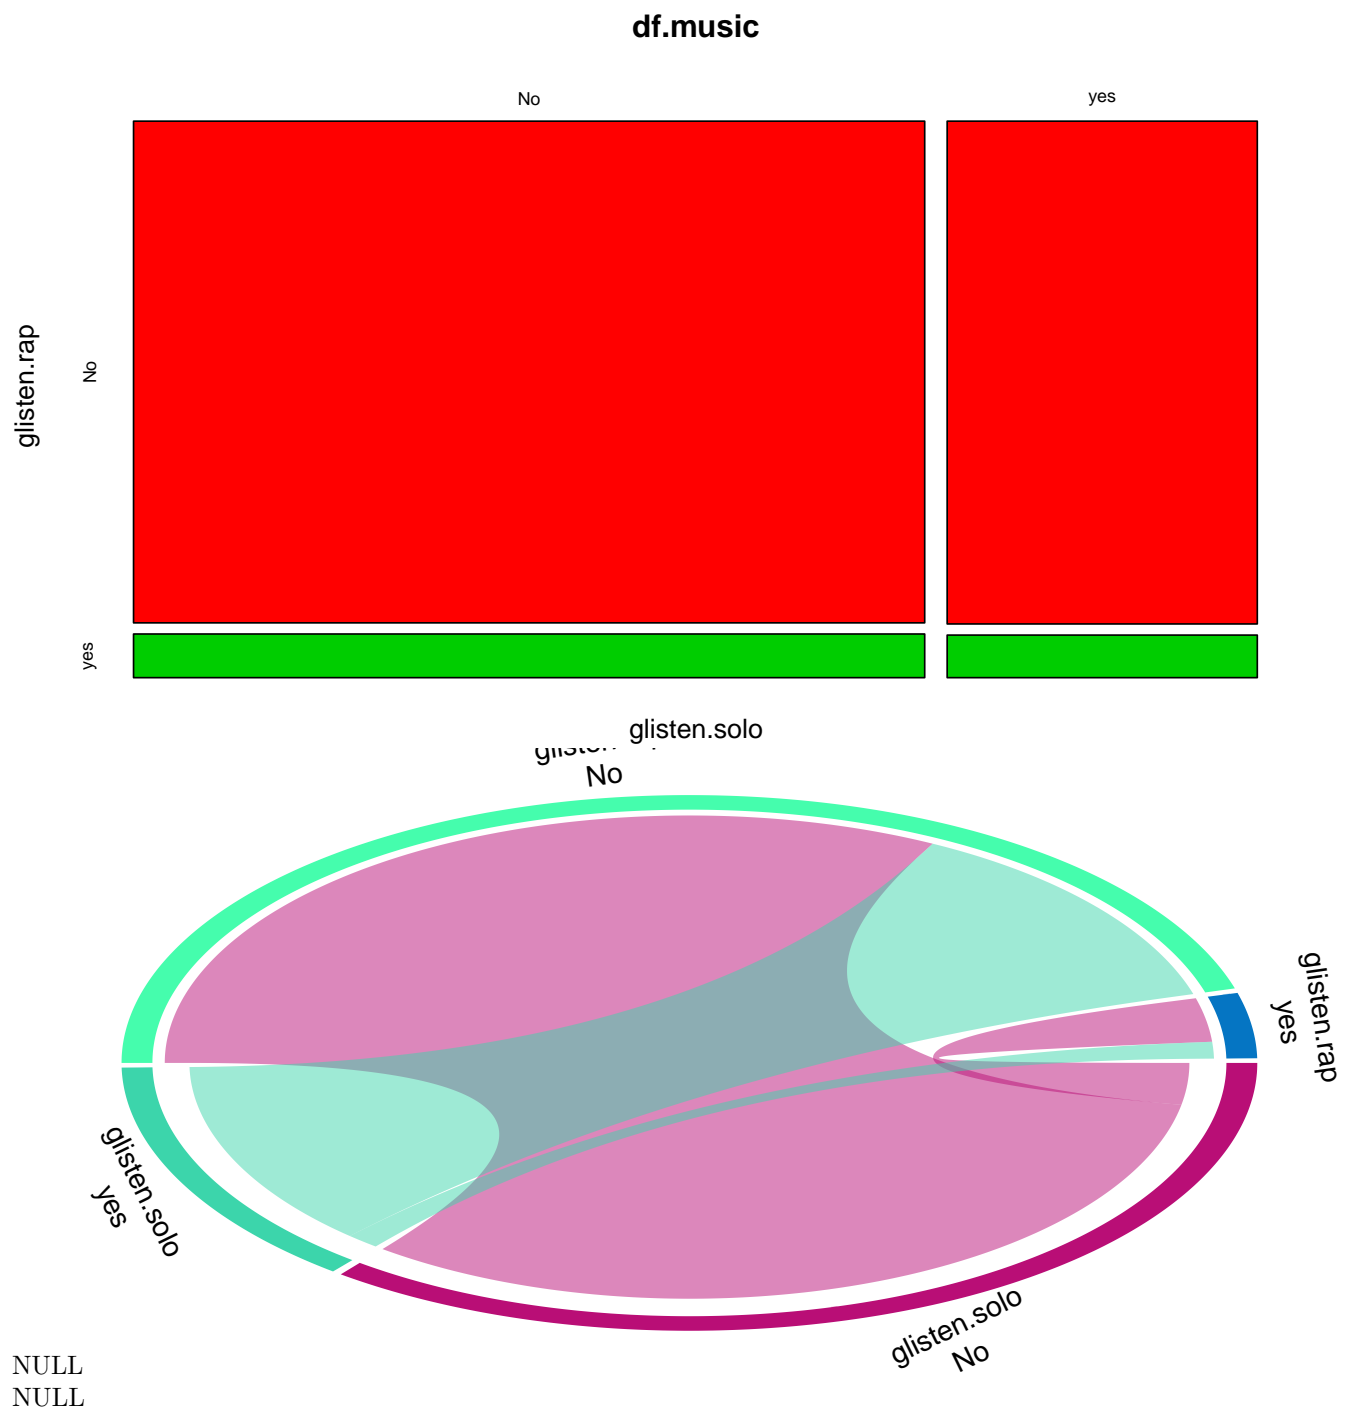 df.music
No yes
glisten.rap
No
yes
glisten.solo
No
glisten.rap
yes
glisten.solo
yes
glisten.solo
No
NULL
NULL